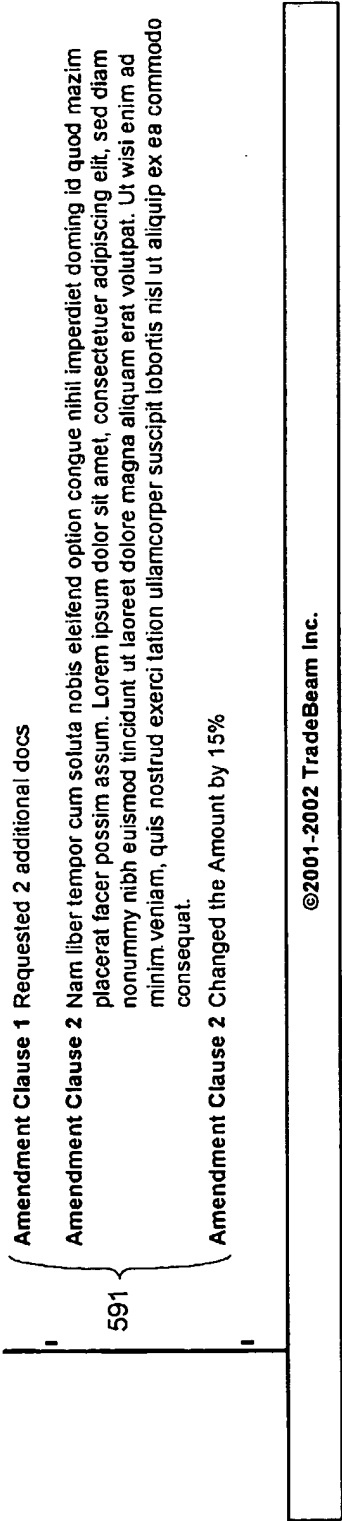 Amendment Clause 1 Requested 2 additional docs
Amendment Clause 2 Nam liber tempor cum soluta nobis eleifend option congue nihil imperdiet doming id quod mazim
placerat facer possim assum. Lorem ipsum dolor sit amet, consectetuer adipiscing elit, sed diam
nonummy nibh euismod tincidunt ut laoreet dolore magna aliquam erat volutpat. Ut wisi enim ad
minim veniam, quis nostrud exerci tation ullamcorper suscipit lobortis nisl ut aliquip ex ea commodo
consequat.
591
Amendment Clause 2 Changed the Amount by 15%
©2001-2002 TradeBeam Inc.